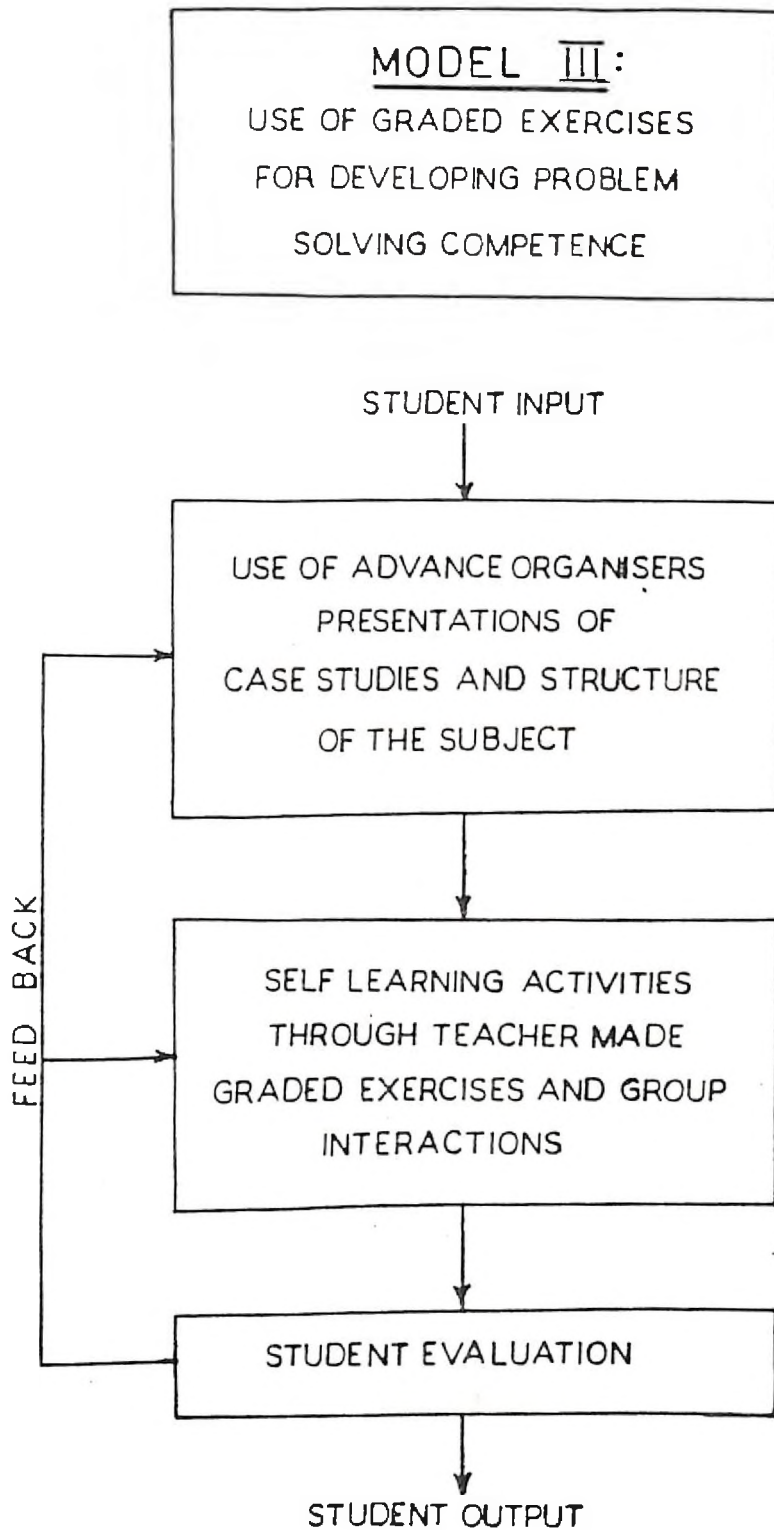 MODEL III:
USE OF GRADED EXERCISES
FOR DEVELOPING PROBLEM
SOLVING COMPETENCE
STUDENT INPUT
USE OF ADVANCE ORGANISERS
PRESENTATIONS OF
CASE STUDIES AND STRUCTURE
OF THE SUBJECT
FEED BACK
SELF LEARNING ACTIVITIES
THROUGH TEACHER MADE
GRADED EXERCISES AND GROUP
INTERACTIONS
STUDENT EVALUATION
STUDENT OUTPUT